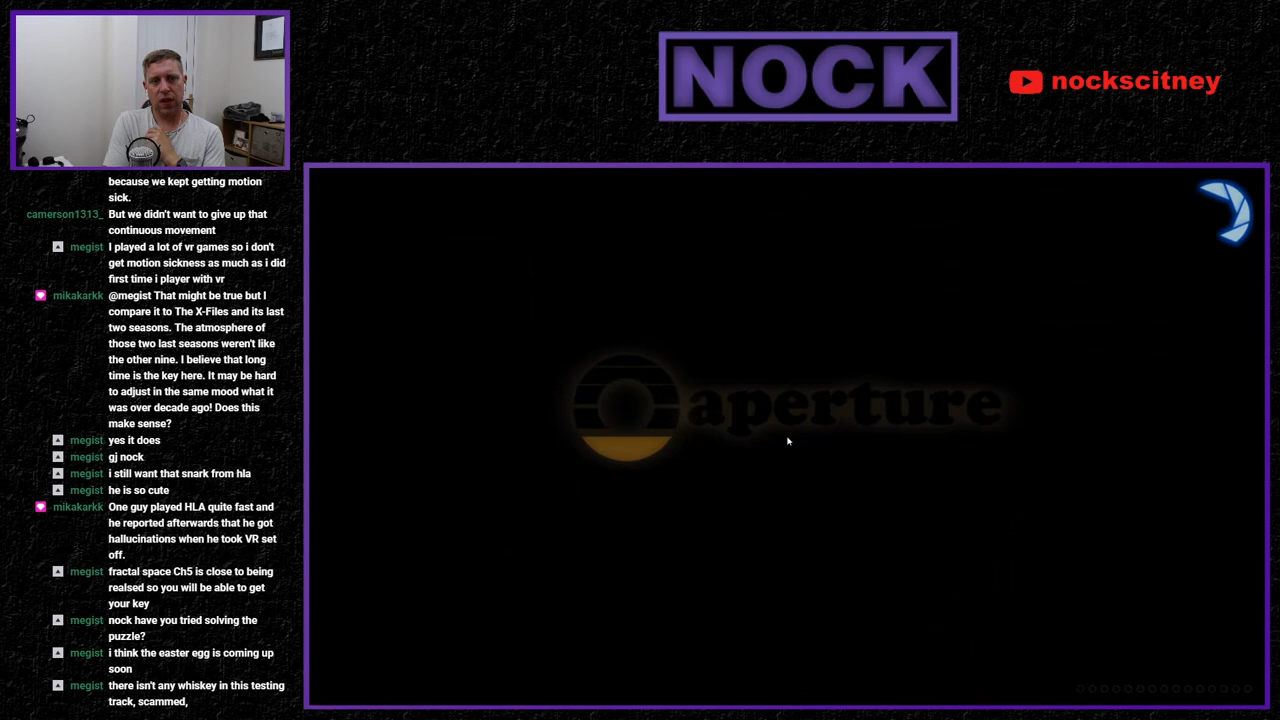 NOCK
nockscitney
because we kept getting motion
sick.
camerson1313_ But we didn't want to give up that
continuous movement
megist I played a lot of vr games so i don't
get motion sickness as much as i did
first time i player with vr
mikakarkk @megist That might be true but I
compare it to The X-Files and its last
two seasons. The atmosphere of
those two last seasons weren't like
the other nine. I believe that long
time is the key here. It may be hard
to adjust in the same mood what it
was over decade ago! Does this
make sense?
megist yes it does
megist gj nock
megist i still want that snark from hla
megist he is so cute
mikakarkk One guy played HLA quite fast and
he reported afterwards that he got
hallucinations when he took VR set
off.
megist fractal space Ch5 is close to being
realsed so you will be able to get
your key
megist nock have you tried solving the
puzzle?
megist i think the easter egg is coming up
soon
megist there isn't any whiskey in this testing
track, scammed,
aperture